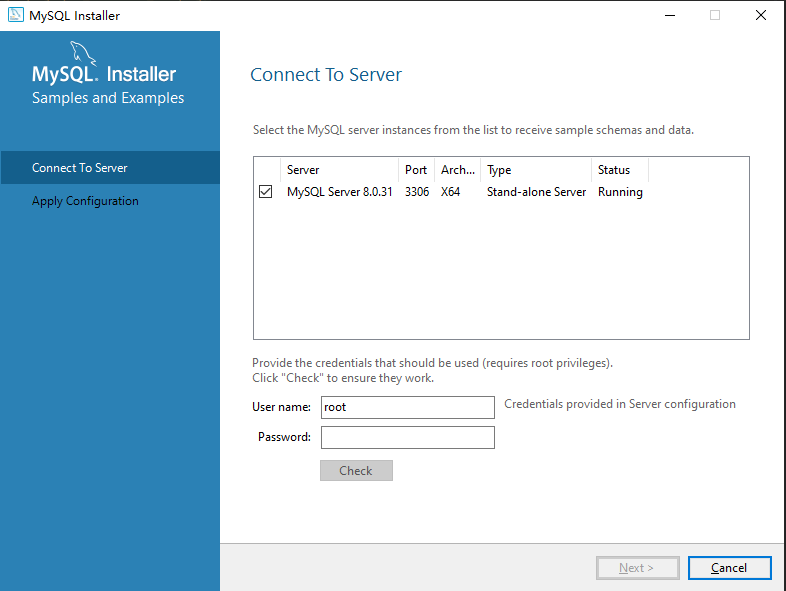 MySQL Installer
MySQL. Installer
Samples and Examples
Connect To Server
Apply Configuration
Connect To Server
Select the MySQL server instances from the list to receive sample schemas and data.
Server Port Arch... Type Status
MySQL Server 8.0.31 3306 X64 Stand-alone Server Running
Provide the credentials that should be used (requires root privileges).
Click "Check" to ensure they work.
User name: root Credentials provided in Server configuration
Password:
Check
Next > Cancel